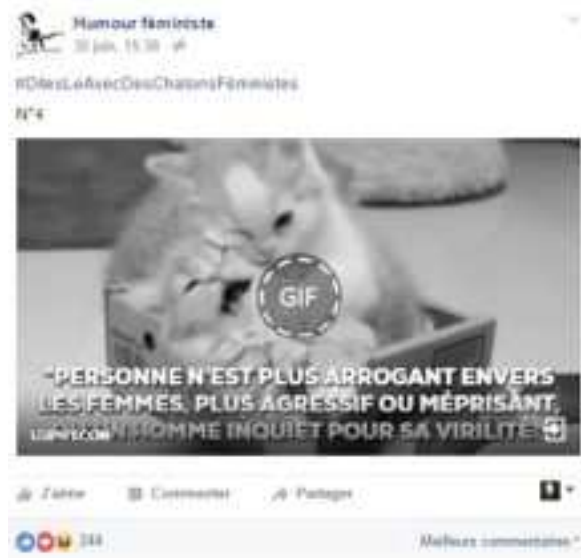 Humour féministe
#DitesLeAvecDesChatonsFéministes
N°4
GIF
"PERSONNE N'EST PLUS ARROGANT ENVERS
LES FEMMES, PLUS AGRESSIF OU MÉPRISANT,
HOMME INQUIET POUR SA VIRILITÉ
J'aime Commenter Partager
244
Meilleurs commentaires